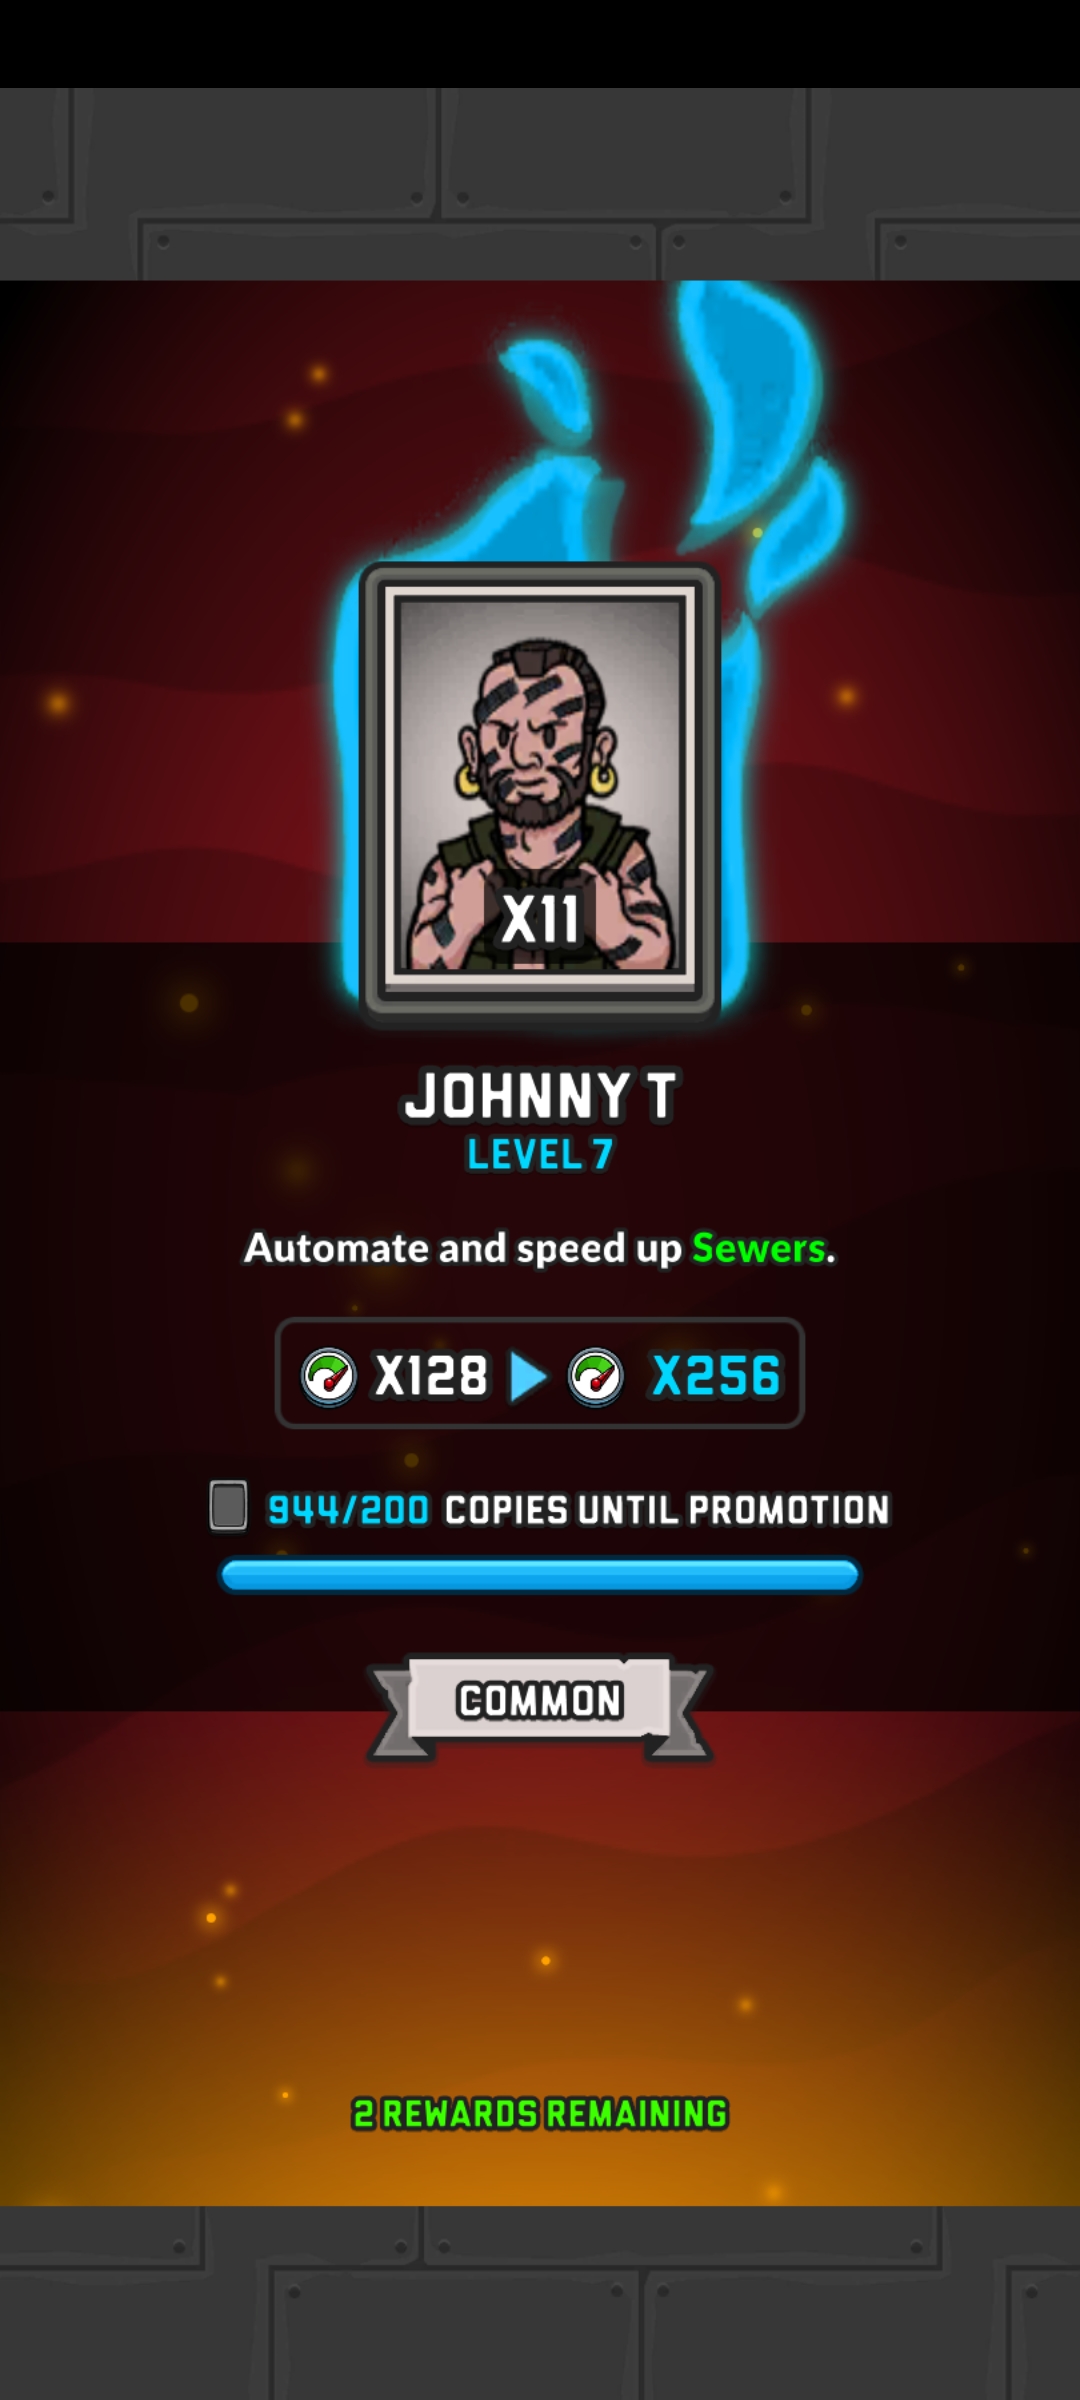 X11
JOHNNY T
LEVEL 7
Automate and speed up Sewers.
X128 X256
944/200 COPIES UNTIL PROMOTION
COMMON
2 REWARDS REMAINING